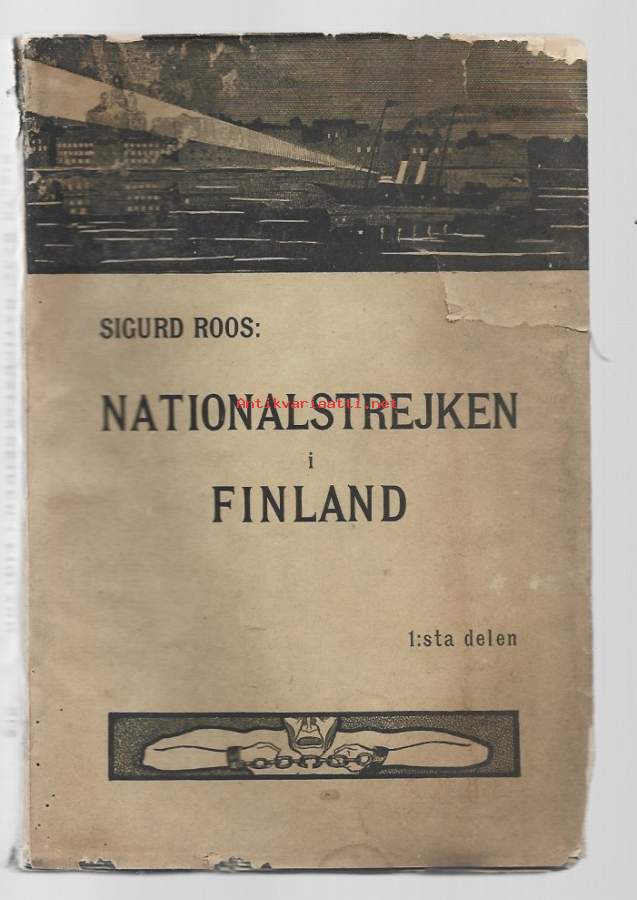 SIGURD ROOS:
NATIONALSTREJKEN
Antikvariaatti.net
i
FINLAND
1:sta delen